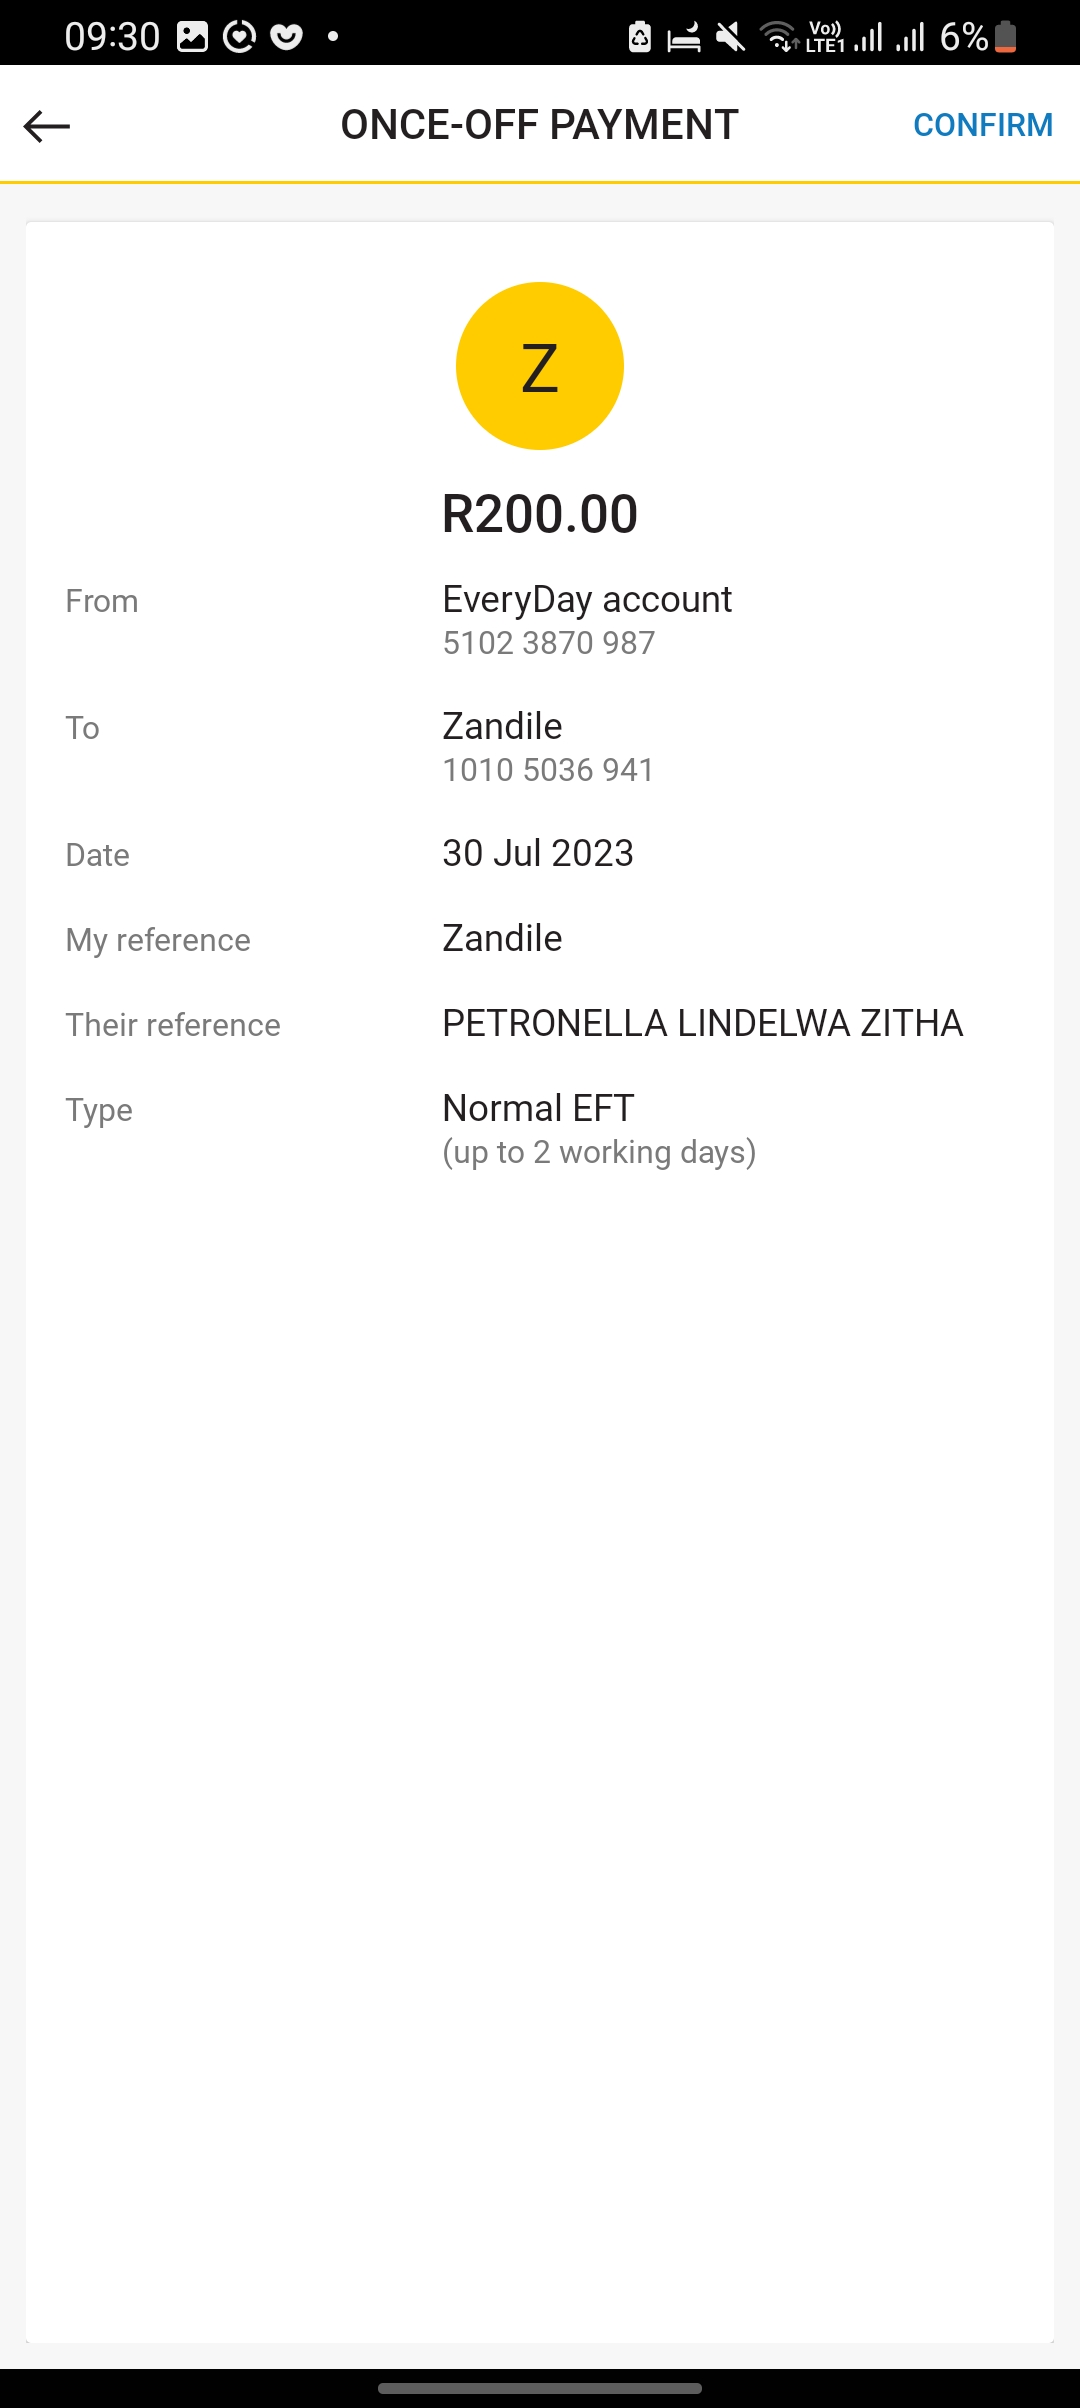 09:30
Vo)) LTE1 6%
ONCE-OFF PAYMENT
CONFIRM
Z
R200.00
From
EveryDay account
5102 3870 987
To
Zandile
1010 5036 941
Date
30 Jul 2023
My reference
Zandile
Their reference
PETRONELLA LINDELWA ZITHA
Type
Normal EFT
(up to 2 working days)